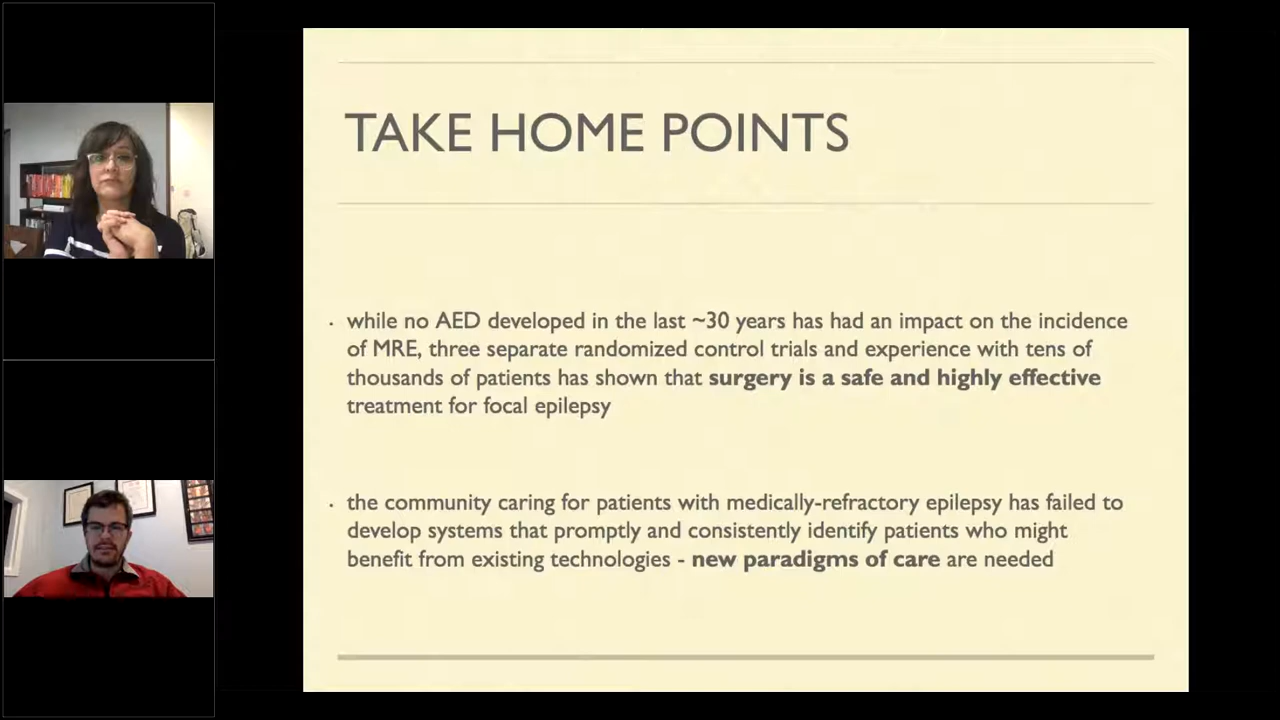 TAKE HOME POINTS
· while no AED developed in the last ~30 years has had an impact on the incidence
of MRE, three separate randomized control trials and experience with tens of
thousands of patients has shown that surgery is a safe and highly effective
treatment for focal epilepsy
· the community caring for patients with medically-refractory epilepsy has failed to
develop systems that promptly and consistently identify patients who might
benefit from existing technologies - new paradigms of care are needed